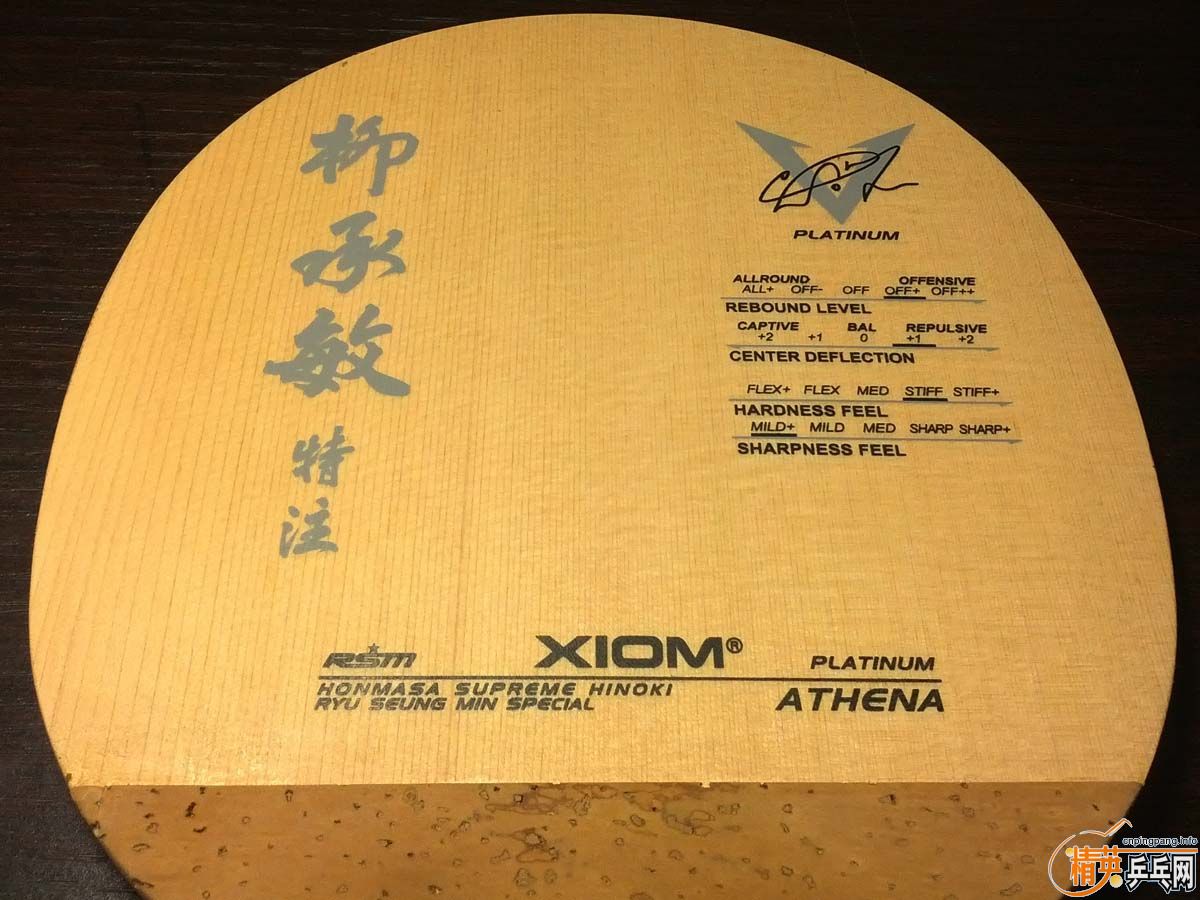 柳承敏特注
PLATINUM
ALLROUND OFFENSIVE
ALL+ OFF- OFF OFF+ OFF++
REBOUND LEVEL
CAPTIVE BAL REPULSIVE
+2 +1 0 +1 +2
CENTER DEFLECTION
FLEX+ FLEX MED STIFF STIFF+
HARDNESS FEEL
MILD+ MILD MED SHARP SHARP+
SHARPNESS FEEL
RSM XIOM® PLATINUM
HONMASA SUPREME HINOKI
RYU SEUNG MIN SPECIAL
ATHENA
cnpingpang.info
精英乒乓网